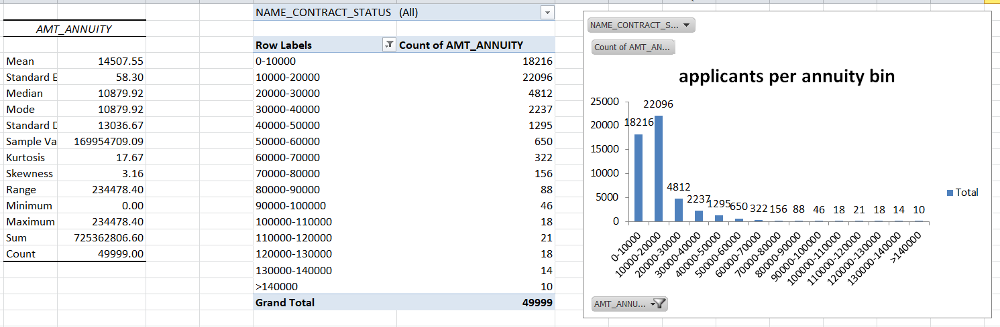 AMT_ANNUITY
Mean 14507.55
Standard E 58.30
Median 10879.92
Mode 10879.92
Standard D 13036.67
Sample Va 169954709.09
Kurtosis 17.67
Skewness 3.16
Range 234478.40
Minimum 0.00
Maximum 234478.40
Sum 725362806.60
Count 49999.00
NAME_CONTRACT_STATUS (All)
Row Labels Count of AMT_ANNUITY
0-10000 18216
10000-20000 22096
20000-30000 4812
30000-40000 2237
40000-50000 1295
50000-60000 650
60000-70000 322
70000-80000 156
80000-90000 88
90000-100000 46
100000-110000 18
110000-120000 21
120000-130000 18
130000-140000 14
>140000 10
Grand Total 49999
NAME_CONTRACT_S...
Count of AMT_AN...
applicants per annuity bin
25000
20000
15000
10000
5000
0
18216 22096 4812 2237 1295 650 322 156 88 46 18 21 18 14 10
0-10000
10000-20000
20000-30000
30000-40000
40000-50000
50000-60000
60000-70000
70000-80000
80000-90000
90000-100000
100000-110000
110000-120000
120000-130000
130000-140000
>140000
Total
AMT_ANNU...